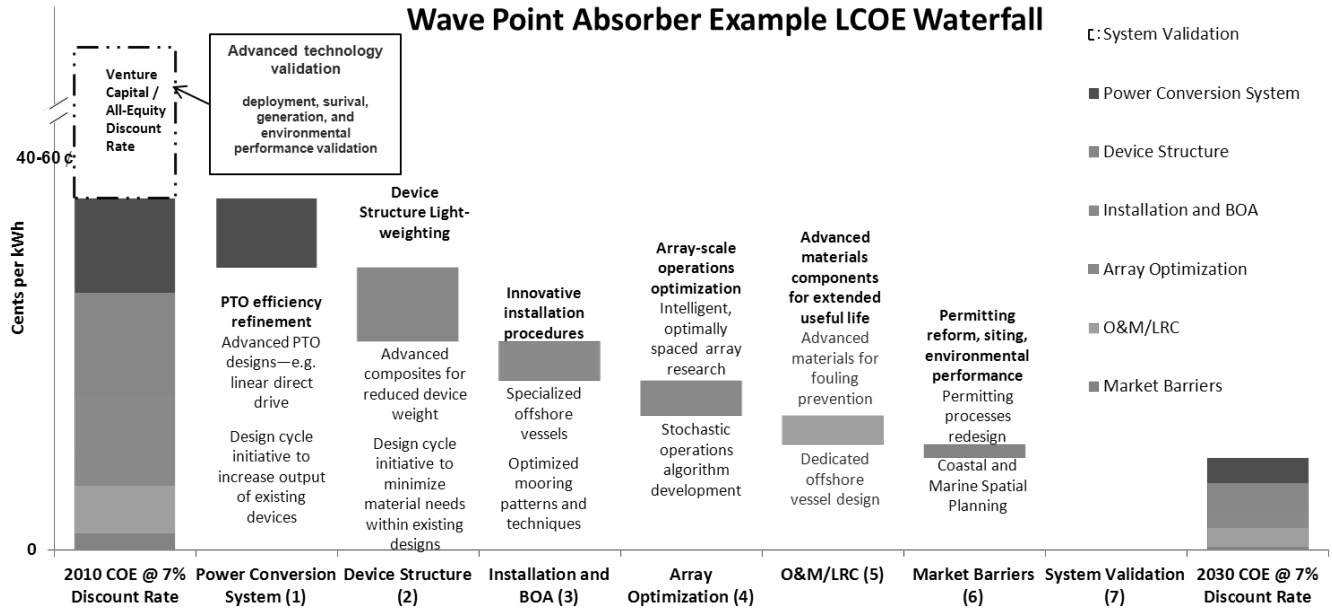 Wave Point Absorber Example LCOE Waterfall
Venture
Capital /
All-Equity
Discount
Rate
Advanced technology
validation
deployment, surival,
generation, and
environmental
performance validation
40-60 ¢
Cents per kWh
0
PTO efficiency
refinement
Advanced PTO
designs—e.g.
linear direct
drive
Design cycle
initiative to
increase output
of existing
devices
Device
Structure Light-
weighting
Advanced
composites for
reduced device
weight
Design cycle
initiative to
minimize
material needs
within existing
designs
Innovative
installation
procedures
Specialized
offshore
vessels
Optimized
mooring
patterns and
techniques
Array-scale
operations
optimization
Intelligent,
optimally
spaced array
research
Stochastic
operations
algorithm
development
Advanced
materials
components
for extended
useful life
Advanced
materials for
fouling
prevention
Dedicated
offshore
vessel design
Permitting
reform, siting,
environmental
performance
Permitting
processes
redesign
Coastal and
Marine Spatial
Planning
System Validation
Power Conversion System
Device Structure
Installation and BOA
Array Optimization
O&M/LRC
Market Barriers
2010 COE @ 7%
Discount Rate
Power Conversion
System (1)
Device Structure
(2)
Installation and
BOA (3)
Array
Optimization (4)
O&M/LRC (5)
Market Barriers
(6)
System Validation
(7)
2030 COE @ 7%
Discount Rate